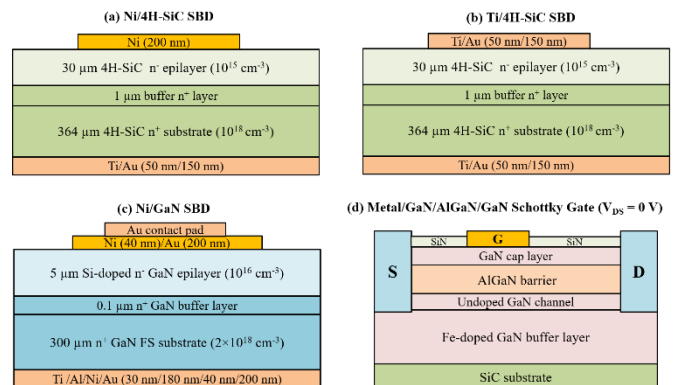 (a) Ni/4H-SiC SBD
Ni (200 nm)
30 µm 4H-SiC n⁻ epilayer (10¹⁵ cm⁻³)
1 µm buffer n⁺ layer
364 µm 4H-SiC n⁺ substrate (10¹⁸ cm⁻³)
Ti/Au (50 nm/150 nm)
(b) Ti/4H-SiC SBD
Ti/Au (50 nm/150 nm)
30 µm 4H-SiC n⁻ epilayer (10¹⁵ cm⁻³)
1 µm buffer n⁺ layer
364 µm 4H-SiC n⁺ substrate (10¹⁸ cm⁻³)
Ti/Au (50 nm/150 nm)
(c) Ni/GaN SBD
Au contact pad
Ni (40 nm)/Au (200 nm)
5 µm Si-doped n⁻ GaN epilayer (10¹⁶ cm⁻³)
0.1 µm n⁺ GaN buffer layer
300 µm n⁺ GaN FS substrate (2×10¹⁸ cm⁻³)
Ti /Al/Ni/Au (30 nm/180 nm/40 nm/200 nm)
(d) Metal/GaN/AlGaN/GaN Schottky Gate (V_DS = 0 V)
SiN G SiN
GaN cap layer
S AlGaN barrier D
Undoped GaN channel
Fe-doped GaN buffer layer
SiC substrate